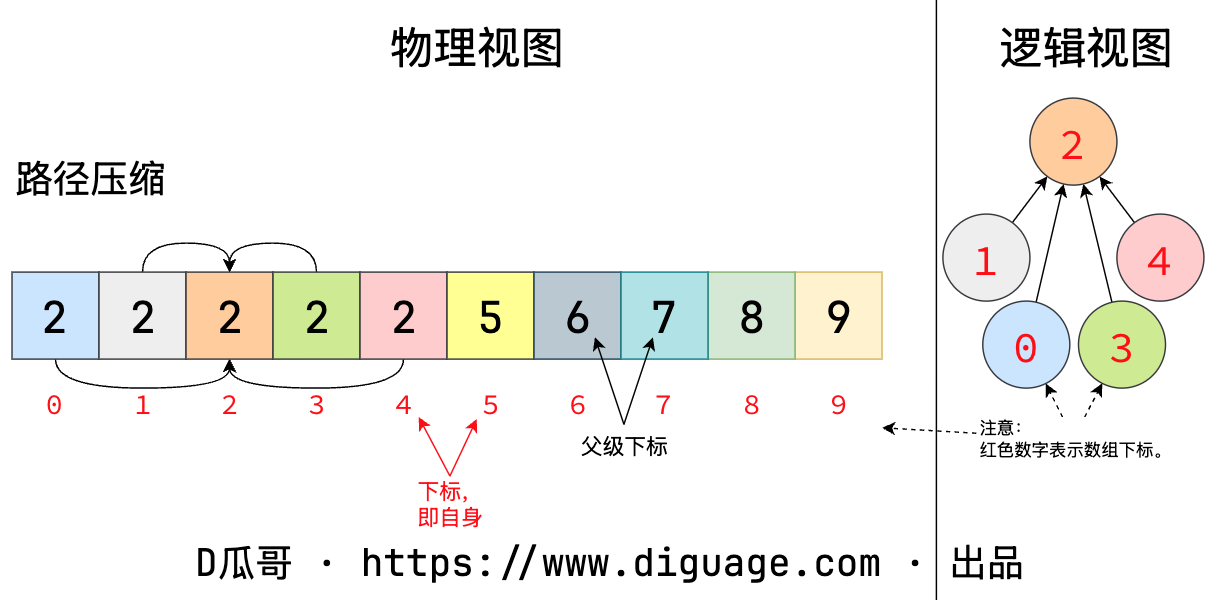 物理视图
逻辑视图
路径压缩
2
1
4
0
3
2 2 2 2 2 5 6 7 8 9
0 1 2 3 4 5 6 7 8 9
父级下标
注意：
红色数字表示数组下标。
下标，
即自身
D瓜哥 · https://www.diguage.com · 出品